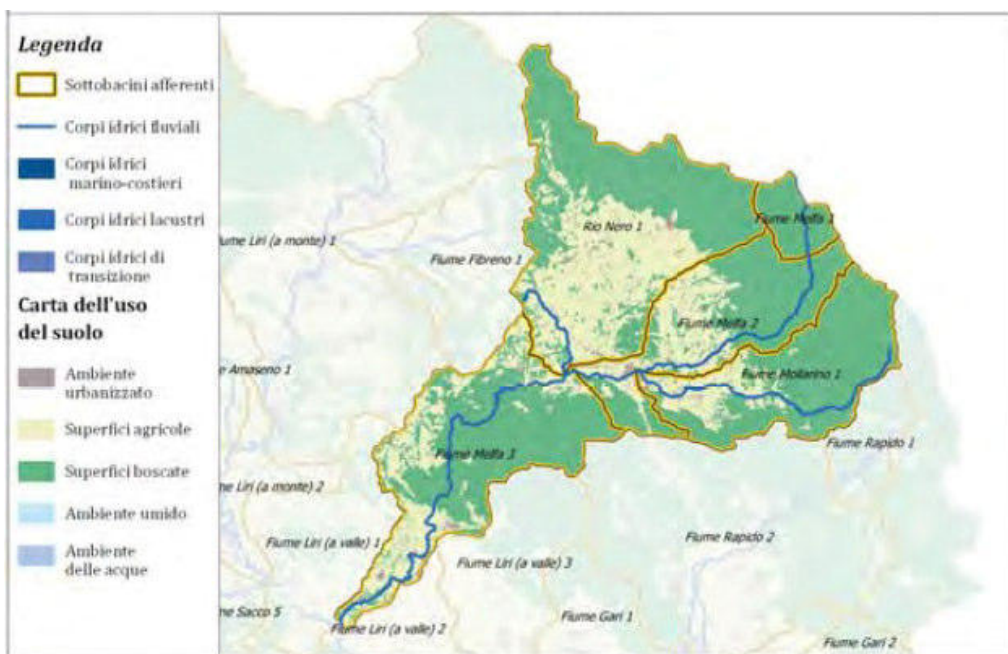 Legenda
Sottobacini afferenti
Corpi idrici fluviali
Corpi idrici
marino-costieri
Corpi idrici lacustri
Corpi idrici di
transizione
Carta dell'uso
del suolo
Ambiente
urbanizzato
Superfici agricole
Superfici boscate
Ambiente umido
Ambiente
delle acque
Fiume Melfa 1
Rio Nero 1
ume Liri (a monte) 1
Fiume Fibreno 1
Fiume Melfa 2
e Amaseno 1
Fiume Mollarino 1
Fiume Rapido 1
Fiume Melfa 3
me Liri (a monte) 2
Fiume Rapido 2
Fiume Liri (a valle) 1
Fiume Liri (a valle) 3
ne Sacco 5
Fiume Gari 1
Fiume Liri (a valle) 2
Fiume Gari 2